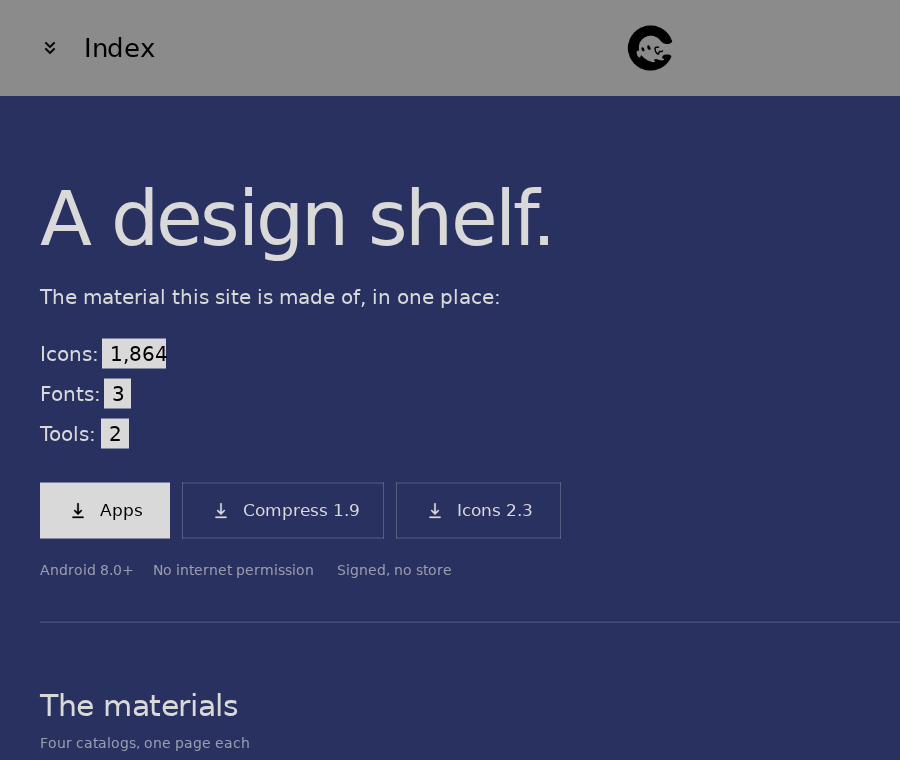 Index
A design shelf.
The material this site is made of, in one place:
Icons: 1,864
Fonts: 3
Tools: 2
Apps
Compress 1.9
Icons 2.3
Android 8.0+ No internet permission Signed, no store
The materials
Four catalogs, one page each